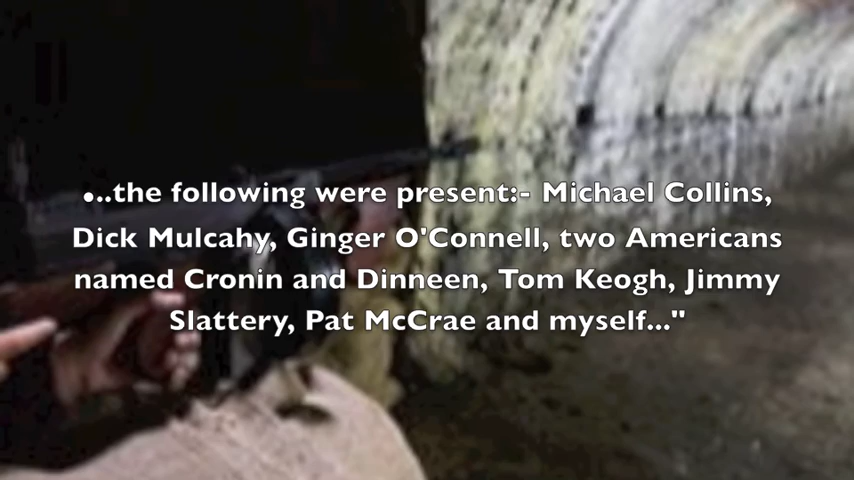 ...the following were present:- Michael Collins,
Dick Mulcahy, Ginger O'Connell, two Americans
named Cronin and Dinneen, Tom Keogh, Jimmy
Slattery, Pat McCrae and myself..."